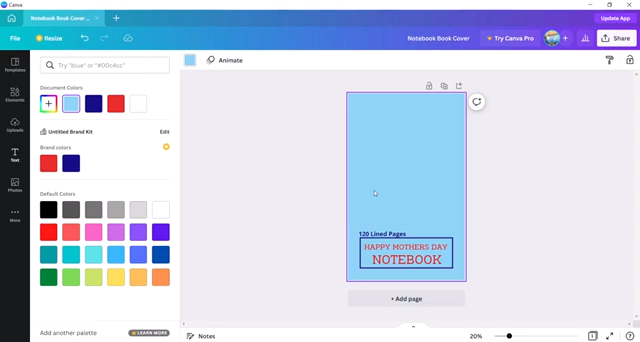 Canva
Notebook Book Cover ...
Update App
File
Resize
Notebook Book Cover
Try Canva Pro
Share
Templates
Elements
Uploads
Text
Photos
More
Try "blue" or "#00c4cc"
Animate
Document Colors
Untitled Brand Kit
Edit
Brand colors
Default Colors
120 Lined Pages
HAPPY MOTHERS DAY
NOTEBOOK
+ Add page
Add another palette
LEARN MORE
Notes
20%
1